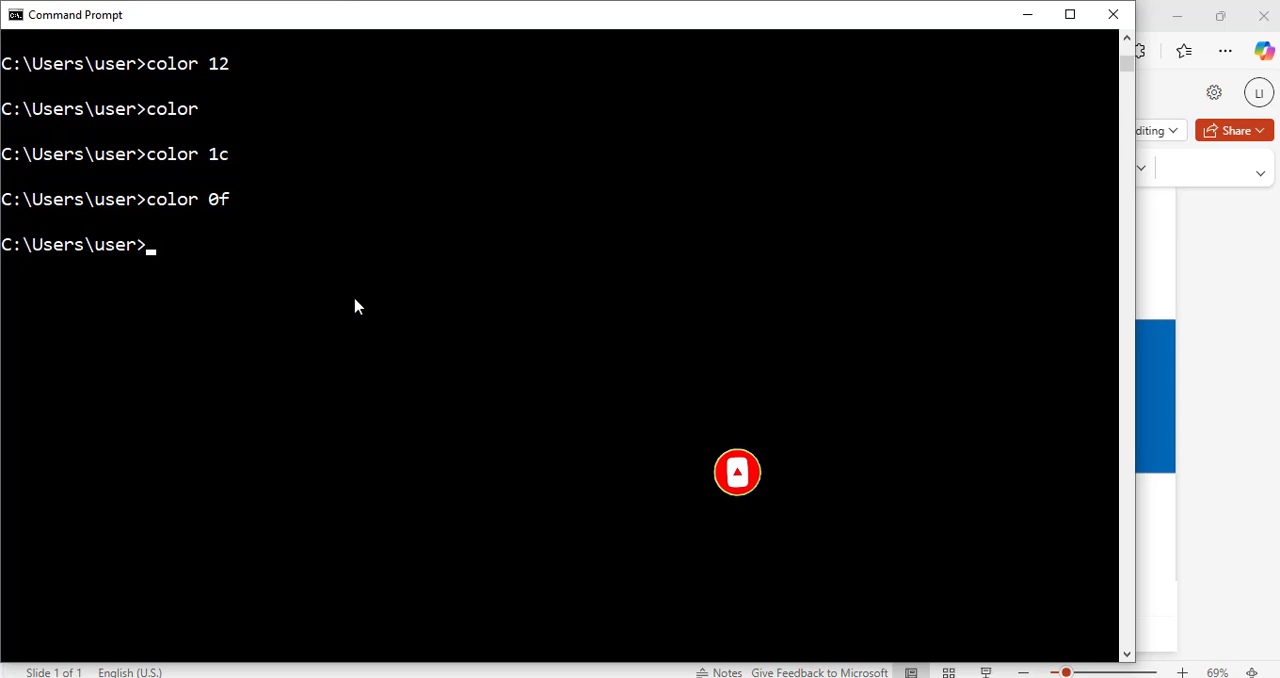 Command Prompt
C:\Users\user>color 12
C:\Users\user>color
C:\Users\user>color 1c
C:\Users\user>color 0f
C:\Users\user>
LI
diting
Share
Slide 1 of 1 English (U.S.)
Notes Give Feedback to Microsoft
69%